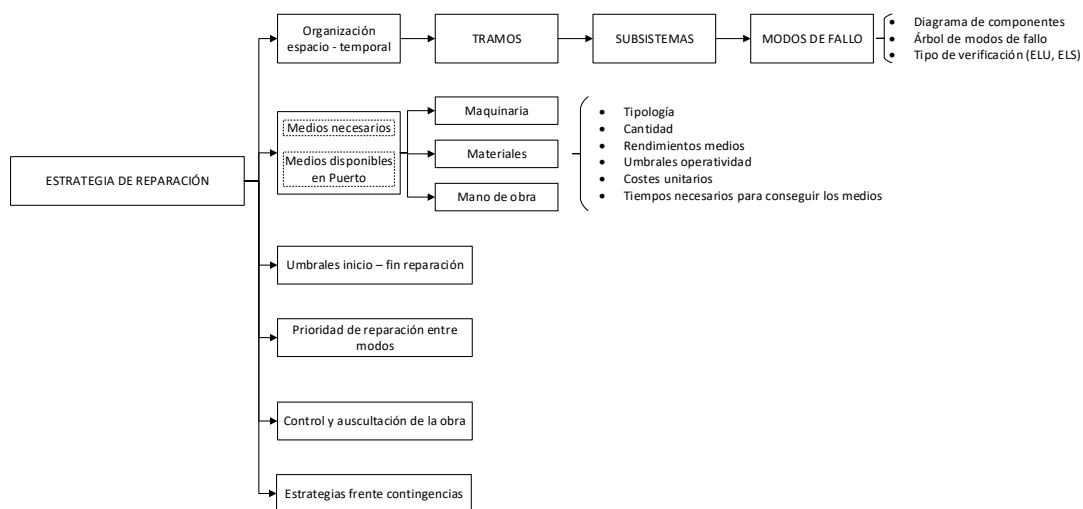 Organización
espacio - temporal
TRAMOS
SUBSISTEMAS
MODOS DE FALLO
• Diagrama de componentes
• Árbol de modos de fallo
• Tipo de verificación (ELU, ELS)
ESTRATEGIA DE REPARACIÓN
Medios necesarios
Medios disponibles
en Puerto
Maquinaria
Materiales
Mano de obra
• Tipología
• Cantidad
• Rendimientos medios
• Umbrales operatividad
• Costes unitarios
• Tiempos necesarios para conseguir los medios
Umbrales inicio – fin reparación
Prioridad de reparación entre
modos
Control y auscultación de la obra
Estrategias frente contingencias